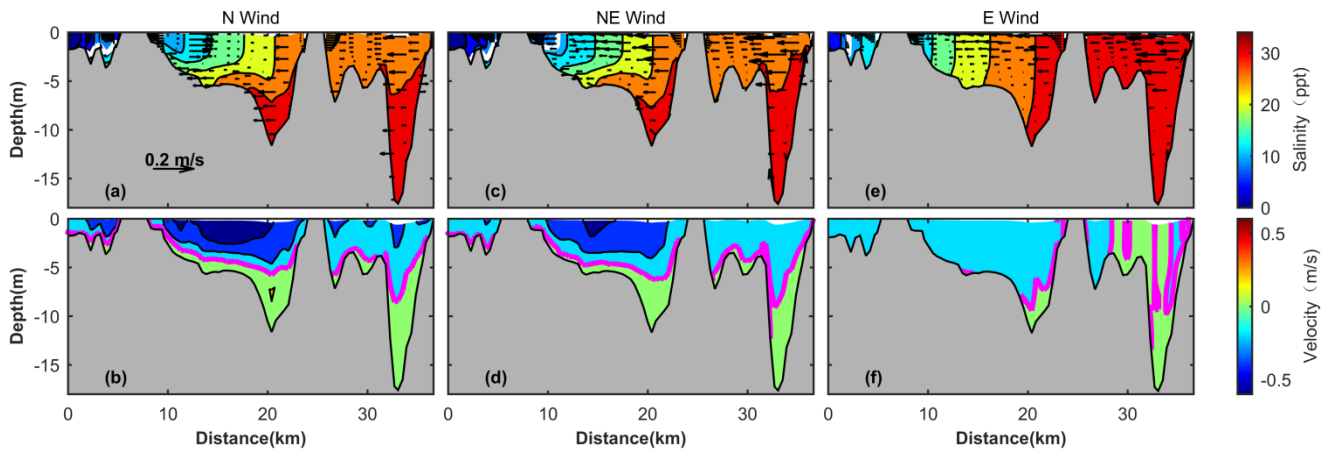 N Wind
NE Wind
E Wind
0
-5
-10
-15
Depth(m)
0.2 m/s
(a)
(c)
(e)
30
20
10
0
Salinity（ppt）
0
-5
-10
-15
Depth(m)
(b)
(d)
(f)
0.5
0
-0.5
Velocity（m/s）
0 10 20 30
0 10 20 30
0 10 20 30
Distance(km)
Distance(km)
Distance(km)